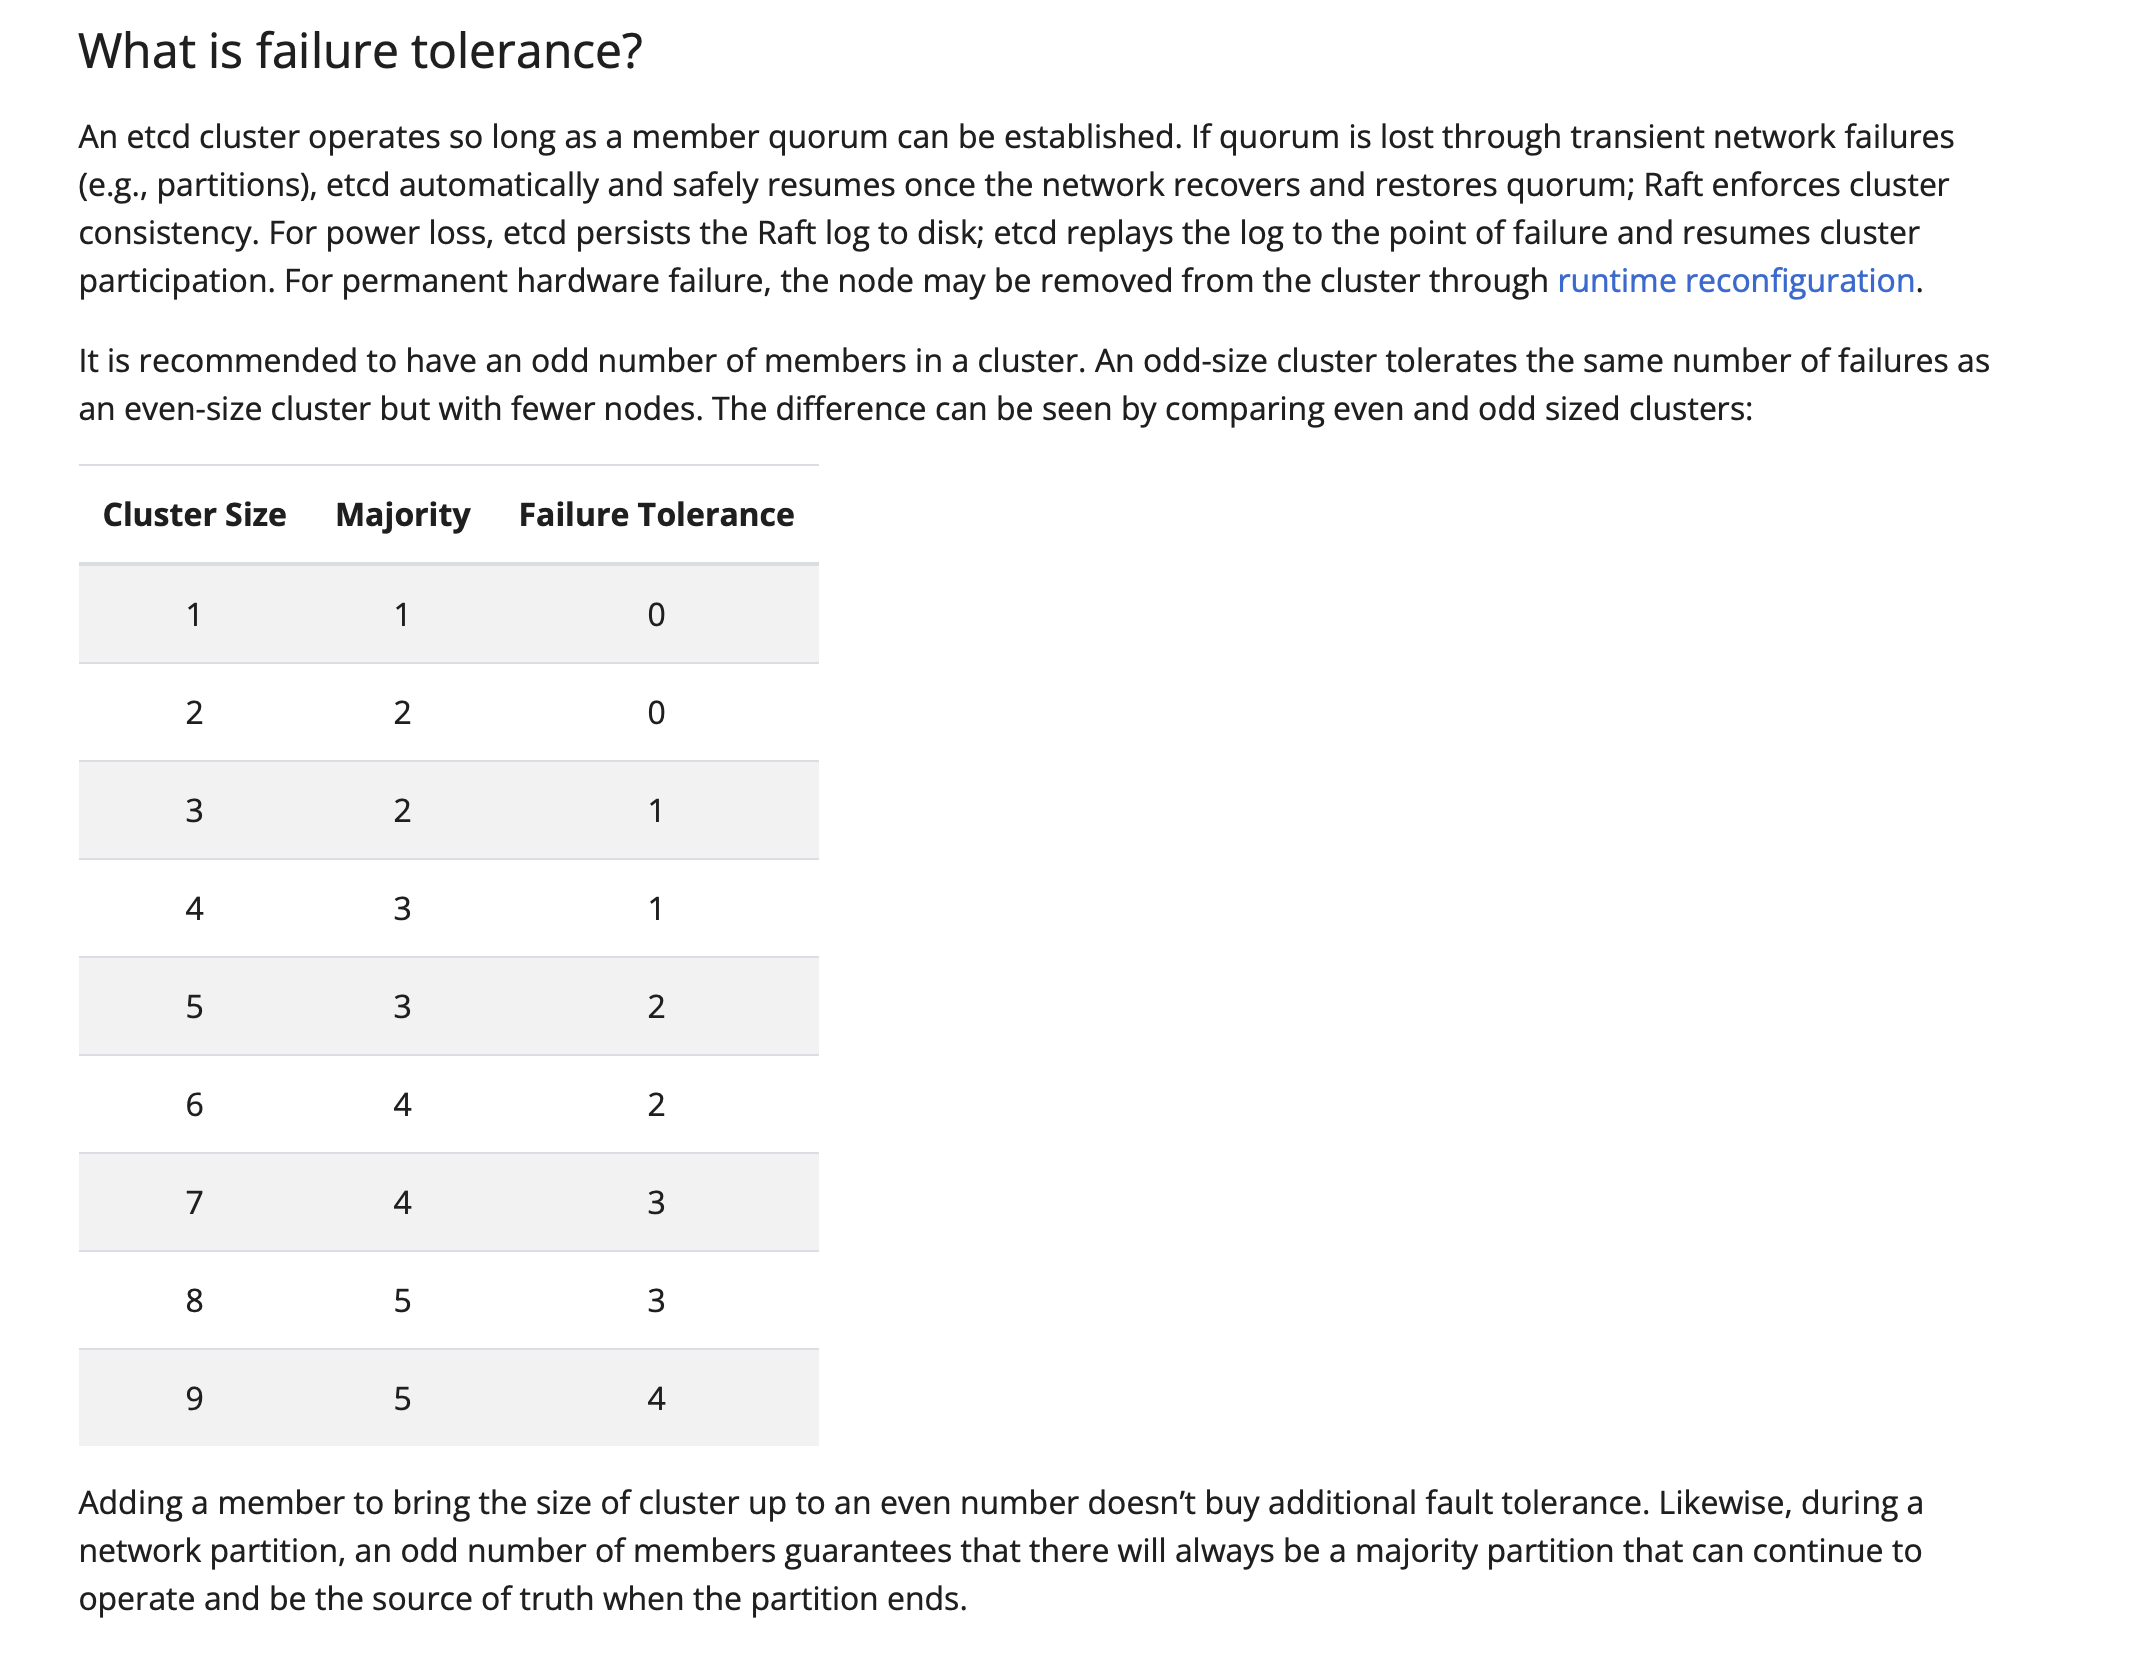 What is failure tolerance?
An etcd cluster operates so long as a member quorum can be established. If quorum is lost through transient network failures
(e.g., partitions), etcd automatically and safely resumes once the network recovers and restores quorum; Raft enforces cluster
consistency. For power loss, etcd persists the Raft log to disk; etcd replays the log to the point of failure and resumes cluster
participation. For permanent hardware failure, the node may be removed from the cluster through runtime reconfiguration.
It is recommended to have an odd number of members in a cluster. An odd-size cluster tolerates the same number of failures as
an even-size cluster but with fewer nodes. The difference can be seen by comparing even and odd sized clusters:
Cluster Size Majority Failure Tolerance
1 1 0
2 2 0
3 2 1
4 3 1
5 3 2
6 4 2
7 4 3
8 5 3
9 5 4
Adding a member to bring the size of cluster up to an even number doesn’t buy additional fault tolerance. Likewise, during a
network partition, an odd number of members guarantees that there will always be a majority partition that can continue to
operate and be the source of truth when the partition ends.